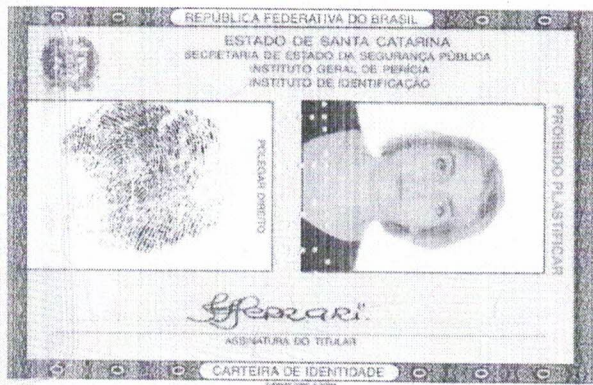 REPÚBLICA FEDERATIVA DO BRASIL
ESTADO DE SANTA CATARINA
SECRETARIA DE ESTADO DA SEGURANÇA PÚBLICA
INSTITUTO GERAL DE PERÍCIA
INSTITUTO DE IDENTIFICAÇÃO
POLEGAR DIREITO
PROIBIDO PLASTIFICAR
Ferrari
ASSINATURA DO TITULAR
CARTEIRA DE IDENTIDADE